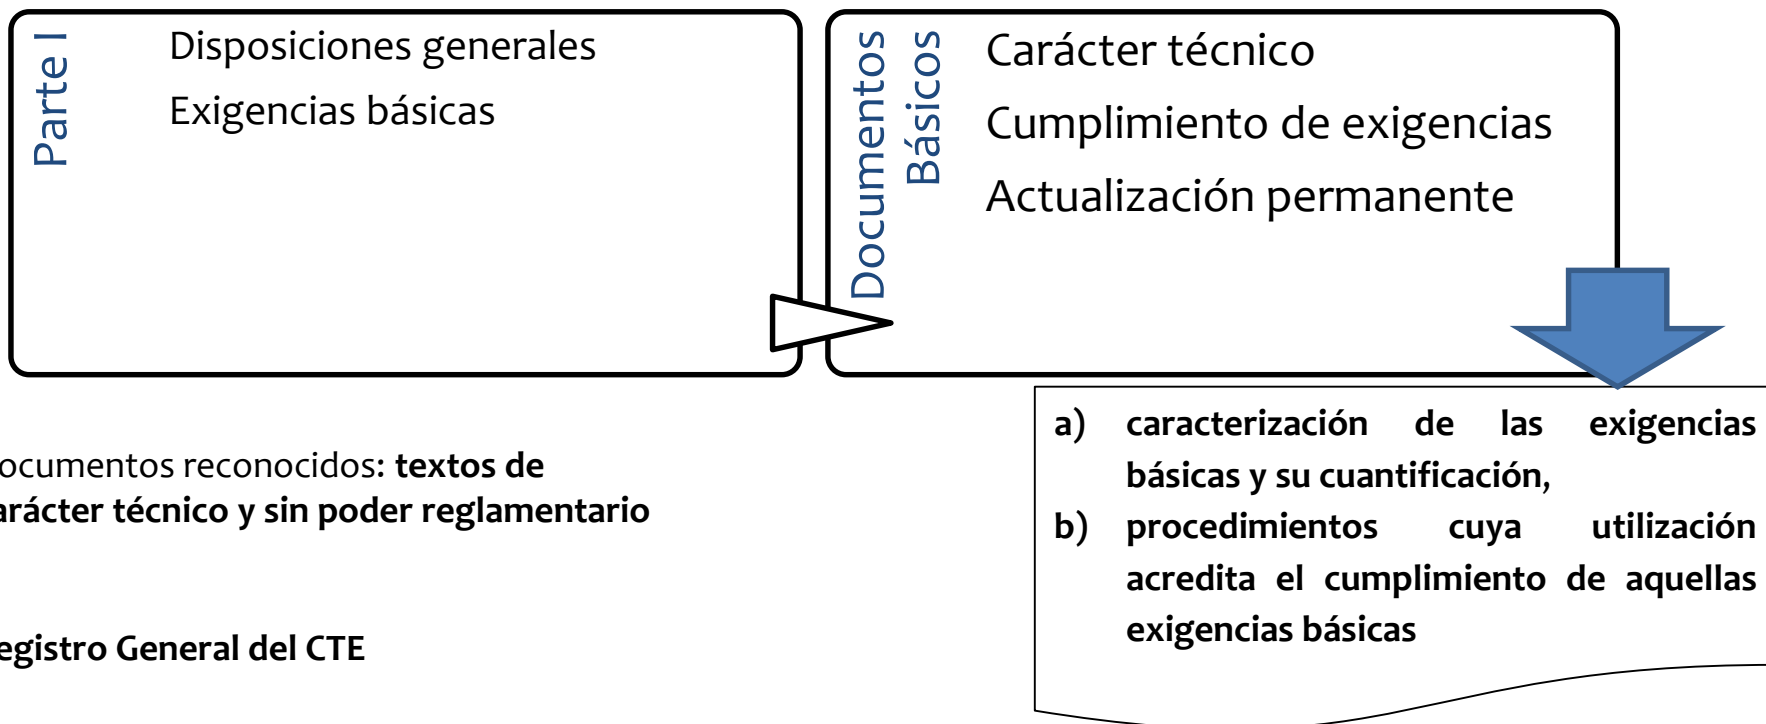 Parte I
Disposiciones generales
Exigencias básicas
Documentos
Básicos
Carácter técnico
Cumplimiento de exigencias
Actualización permanente
ocumentos reconocidos: textos de
arácter técnico y sin poder reglamentario
egistro General del CTE
a) caracterización de las exigencias
básicas y su cuantificación,
b) procedimientos cuya utilización
acredita el cumplimiento de aquellas
exigencias básicas